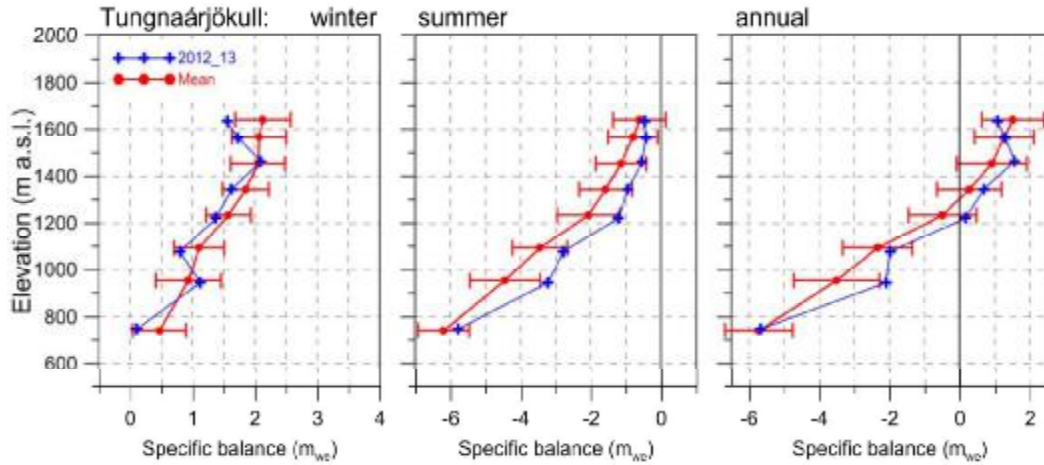 Tungnaárjökull: winter summer annual
2012_13
Mean
Elevation (m a.s.l.)
2000
1800
1600
1400
1200
1000
800
600
0 1 2 3 4
-6 -4 -2 0
-6 -4 -2 0 2
Specific balance (mwe) Specific balance (mwe) Specific balance (mwe)